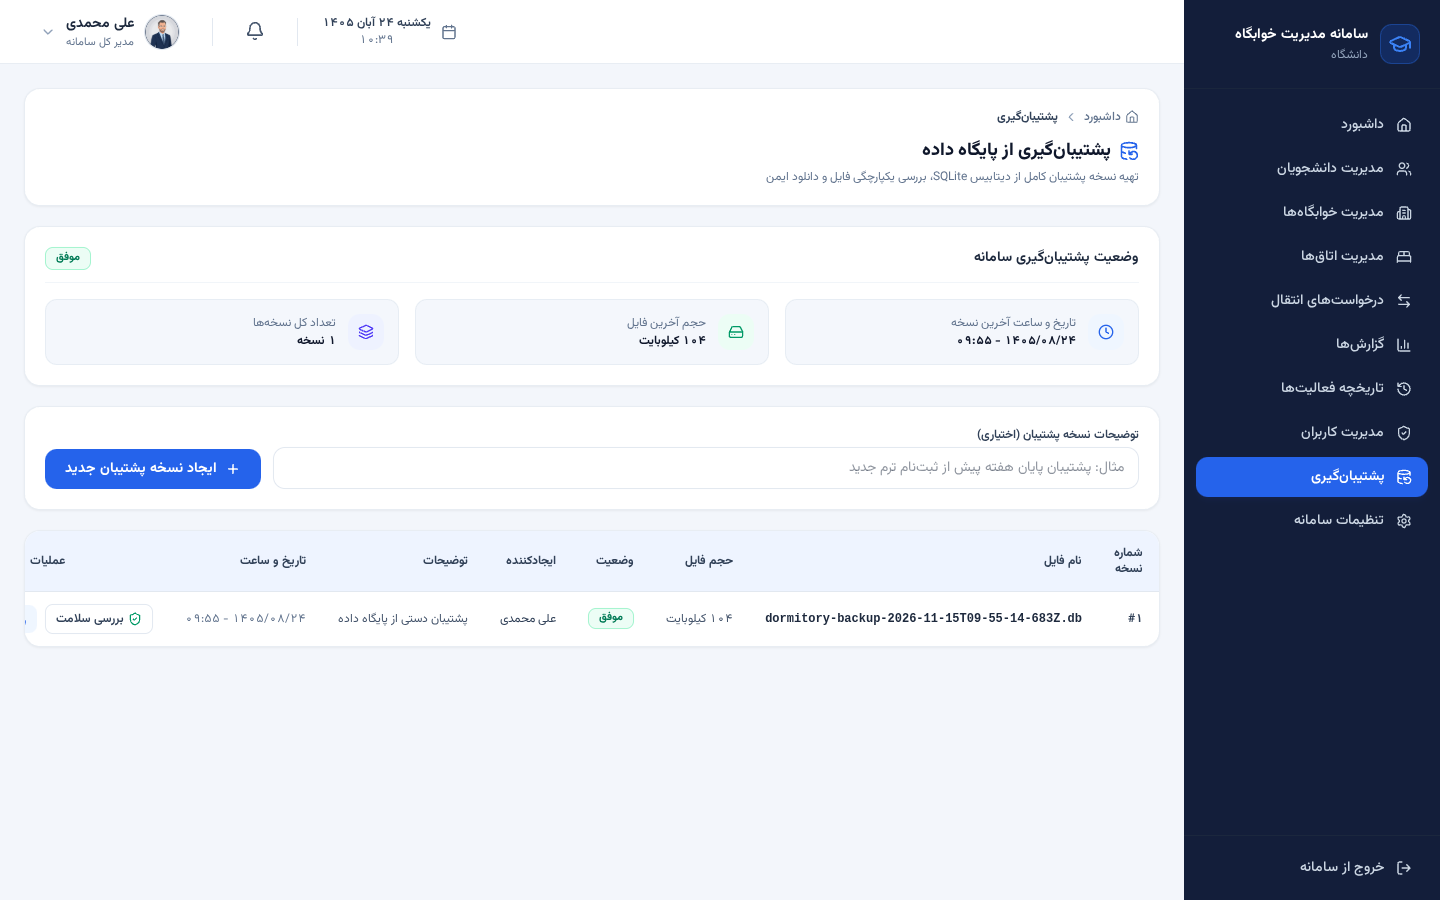 سامانه مدیریت خوابگاه
دانشگاه
داشبورد
مدیریت دانشجویان
مدیریت خوابگاه‌ها
مدیریت اتاق‌ها
درخواست‌های انتقال
گزارش‌ها
تاریخچه فعالیت‌ها
مدیریت کاربران
پشتیبان‌گیری
تنظیمات سامانه
خروج از سامانه
یکشنبه ۲۴ آبان ۱۴۰۵
۱۰:۳۹
علی محمدی
مدیر کل سامانه
داشبورد
پشتیبان‌گیری
پشتیبان‌گیری از پایگاه داده
تهیه نسخه پشتیبان کامل از دیتابیس SQLite، بررسی یکپارچگی فایل و دانلود ایمن
وضعیت پشتیبان‌گیری سامانه
موفق
تاریخ و ساعت آخرین نسخه
۱۴۰۵/۰۸/۲۴ - ۰۹:۵۵
حجم آخرین فایل
۱۰۴ کیلوبایت
تعداد کل نسخه‌ها
۱ نسخه
توضیحات نسخه پشتیبان (اختیاری)
مثال: پشتیبان پایان هفته پیش از ثبت‌نام ترم جدید
ایجاد نسخه پشتیبان جدید
شماره نسخه
نام فایل
حجم فایل
وضعیت
ایجادکننده
توضیحات
تاریخ و ساعت
عملیات
#۱
dormitory-backup-2026-11-15T09-55-14-683Z.db
۱۰۴ کیلوبایت
موفق
علی محمدی
پشتیبان دستی از پایگاه داده
۱۴۰۵/۰۸/۲۴ - ۰۹:۵۵
بررسی سلامت